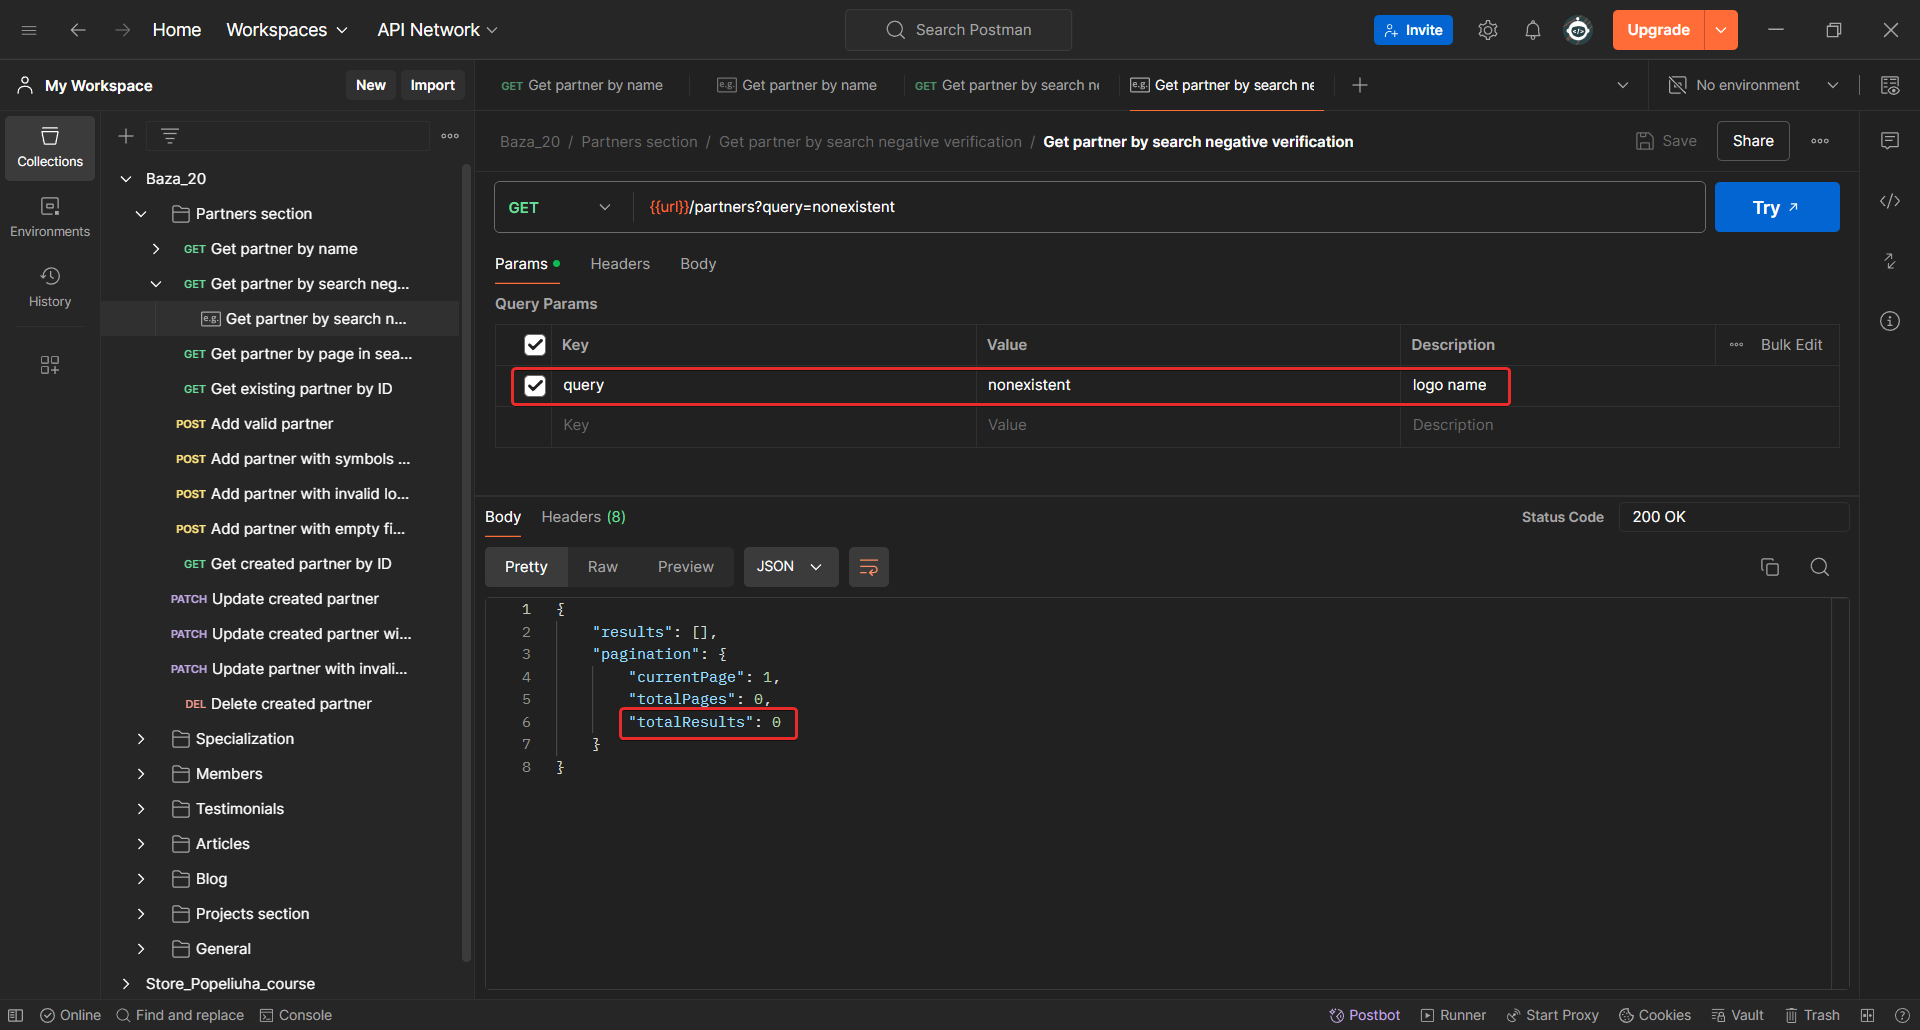 Home Workspaces API Network Search Postman Invite Upgrade
My Workspace New Import
GET Get partner by name e.g. Get partner by name GET Get partner by search ne e.g. Get partner by search ne No environment
Collections
Environments
History
Baza_20
Partners section
GET Get partner by name
GET Get partner by search neg...
e.g. Get partner by search n...
GET Get partner by page in sea...
GET Get existing partner by ID
POST Add valid partner
POST Add partner with symbols ...
POST Add partner with invalid lo...
POST Add partner with empty fi...
GET Get created partner by ID
PATCH Update created partner
PATCH Update created partner wi...
PATCH Update partner with invali...
DEL Delete created partner
Specialization
Members
Testimonials
Articles
Blog
Projects section
General
Store_Popeliuha_course
Baza_20 / Partners section / Get partner by search negative verification / Get partner by search negative verification Save Share
GET {{url}}/partners?query=nonexistent Try
Params Headers Body
Query Params
Key Value Description Bulk Edit
query nonexistent logo name
Key Value Description
Body Headers (8) Status Code 200 OK
Pretty Raw Preview JSON
1 {
2 "results": [],
3 "pagination": {
4 "currentPage": 1,
5 "totalPages": 0,
6 "totalResults": 0
7 }
8 }
Online Find and replace Console Postbot Runner Start Proxy Cookies Vault Trash